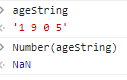 > ageString
< '1 9 0 5'
> Number(ageString)
< NaN